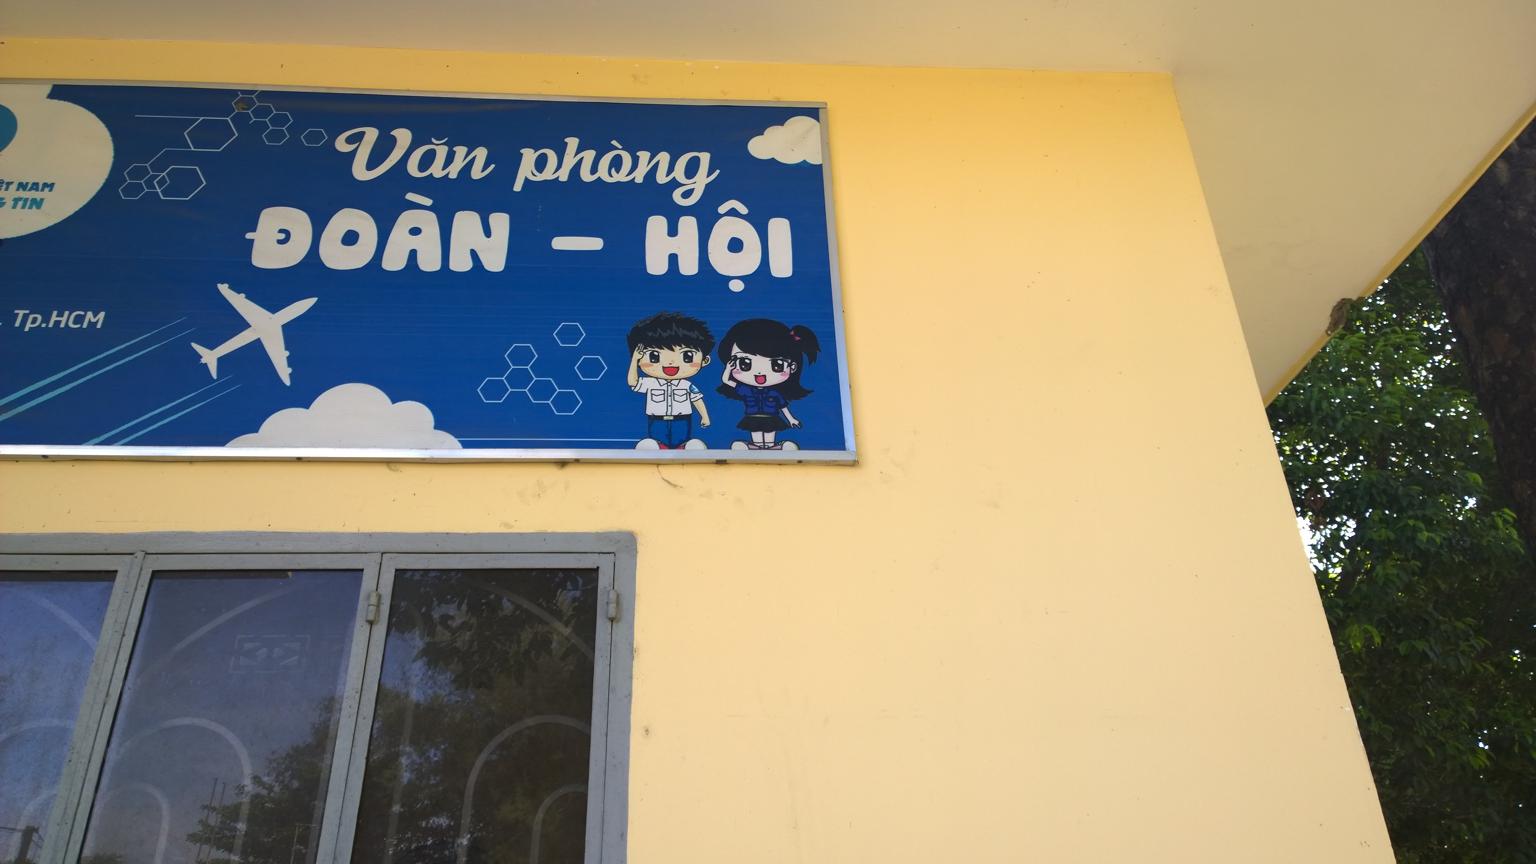 Văn phòng
ĐOÀN - HỘI
ỆT NAM
G TIN
Tp.HCM